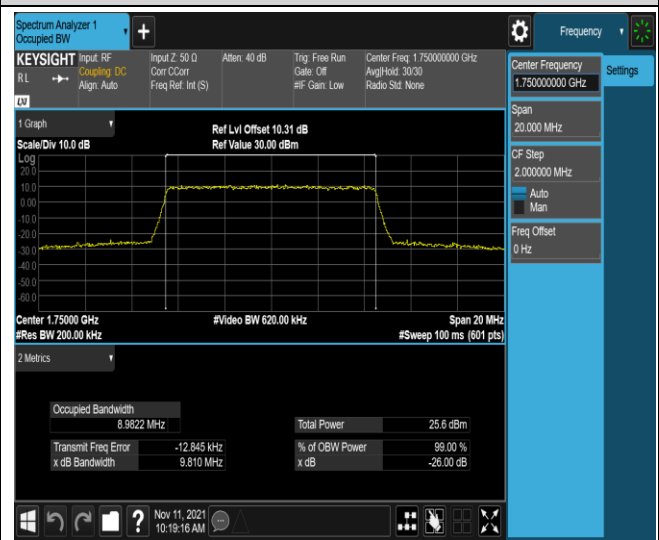 Spectrum Analyzer 1
Occupied BW
+
Frequency
KEYSIGHT
RL
LXI
Input: RF
Coupling: DC
Align: Auto
Input Z: 50 Ω
Corr CCorr
Freq Ref: Int (S)
Atten: 40 dB
Trig: Free Run
Gate: Off
#IF Gain: Low
Center Freq: 1.750000000 GHz
Avg|Hold: 30/30
Radio Std: None
Center Frequency
1.750000000 GHz
Settings
Span
20.000 MHz
CF Step
2.000000 MHz
Auto
Man
Freq Offset
0 Hz
1 Graph
Scale/Div 10.0 dB
Ref Lvl Offset 10.31 dB
Ref Value 30.00 dBm
Log
20.0
10.0
0.00
-10.0
-20.0
-30.0
-40.0
-50.0
-60.0
Center 1.75000 GHz
#Video BW 620.00 kHz
Span 20 MHz
#Res BW 200.00 kHz
#Sweep 100 ms (601 pts)
2 Metrics
Occupied Bandwidth
8.9822 MHz
Total Power 25.6 dBm
Transmit Freq Error -12.845 kHz
% of OBW Power 99.00 %
x dB Bandwidth 9.810 MHz
x dB -26.00 dB
?
Nov 11, 2021
10:19:16 AM